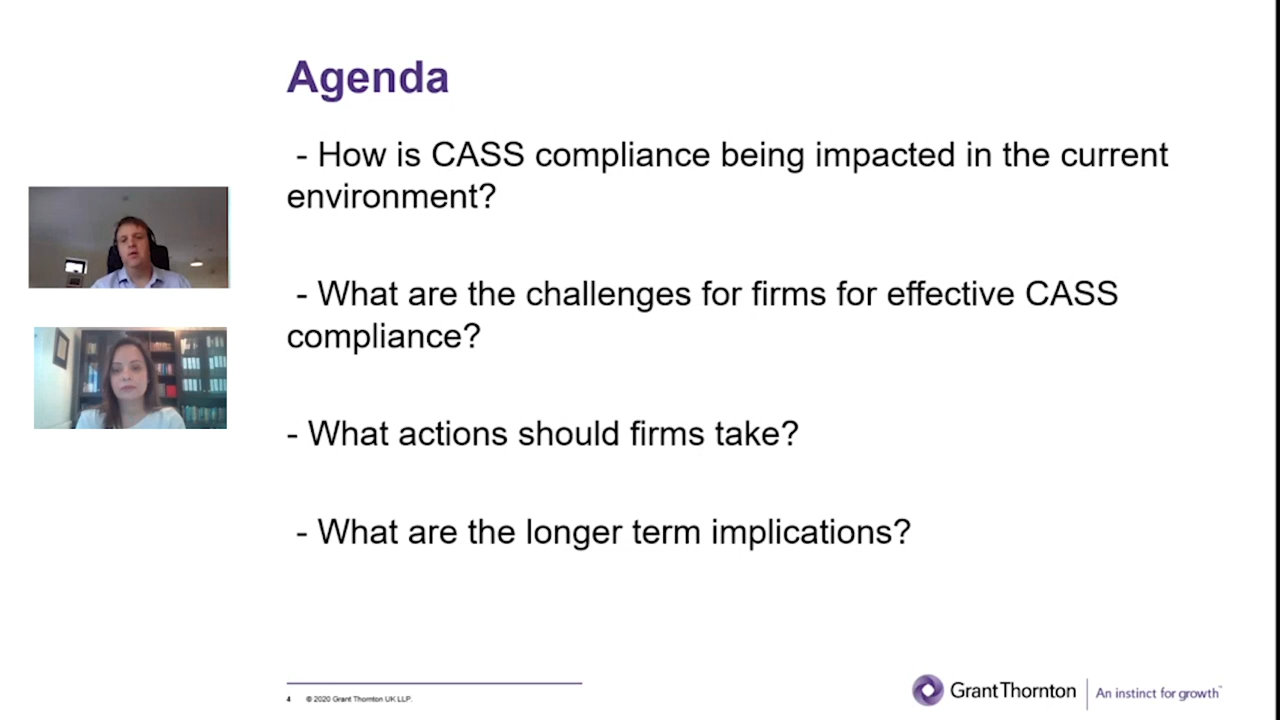 Agenda
- How is CASS compliance being impacted in the current
environment?
- What are the challenges for firms for effective CASS
compliance?
- What actions should firms take?
- What are the longer term implications?
4 © 2020 Grant Thornton UK LLP.
Grant Thornton An instinct for growth™